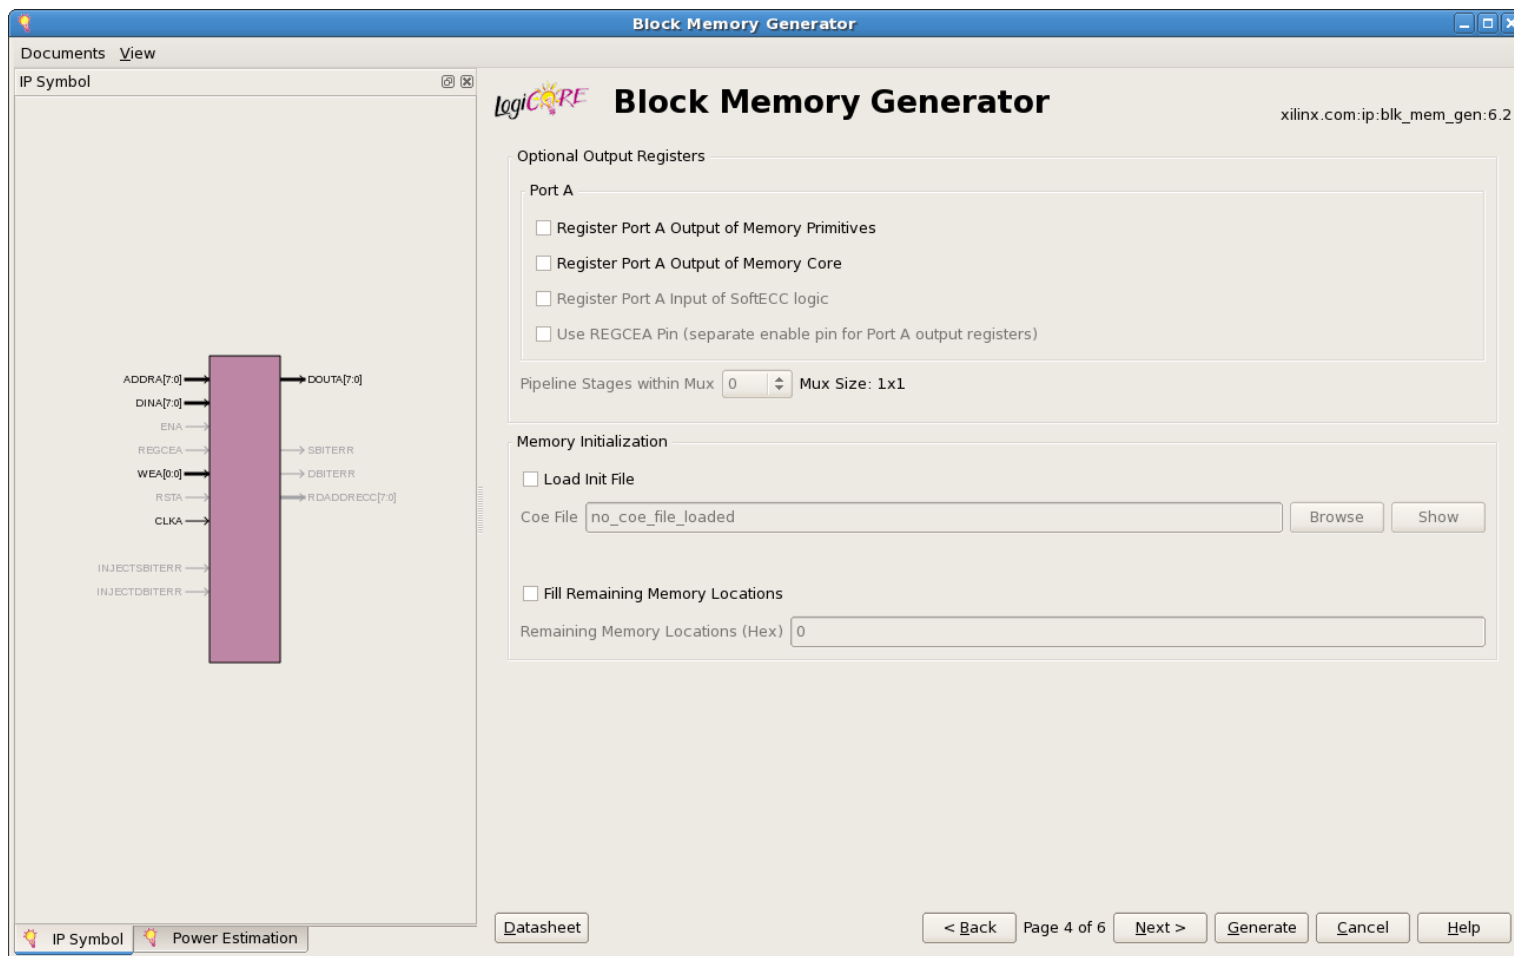 Block Memory Generator
Documents View
IP Symbol
LogiCORE
Block Memory Generator
xilinx.com:ip:blk_mem_gen:6.2
Optional Output Registers
Port A
Register Port A Output of Memory Primitives
Register Port A Output of Memory Core
Register Port A Input of SoftECC logic
Use REGCEA Pin (separate enable pin for Port A output registers)
Pipeline Stages within Mux 0 Mux Size: 1x1
Memory Initialization
Load Init File
Coe File no_coe_file_loaded Browse Show
Fill Remaining Memory Locations
Remaining Memory Locations (Hex) 0
ADDRA[7:0] DOUTA[7:0]
DINA[7:0]
ENA
REGCEA SBITERR
WEA[0:0] DBITERR
RSTA RDADDRECC[7:0]
CLKA
INJECTSBITERR
INJECTDBITERR
IP Symbol Power Estimation
Datasheet < Back Page 4 of 6 Next > Generate Cancel Help